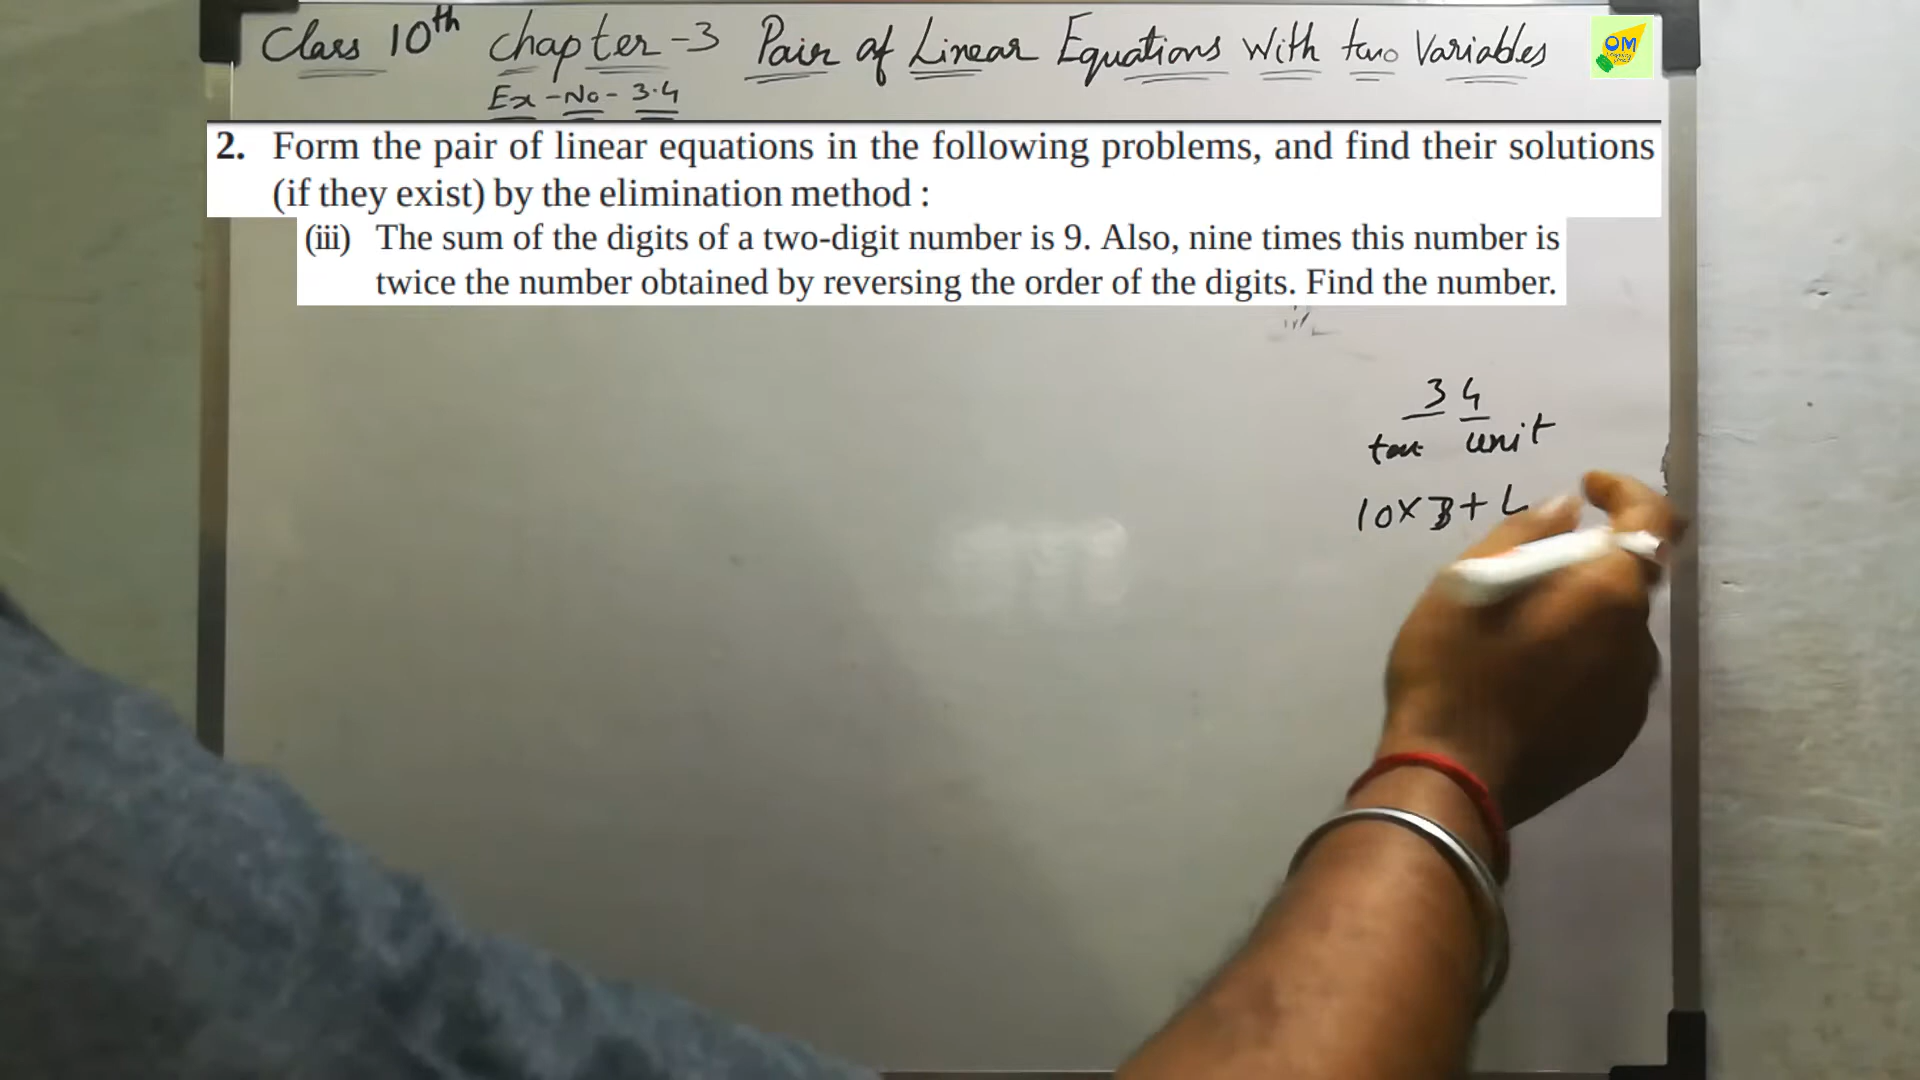 Class 10th Chapter-3 Pair of Linear Equations With two Variables
Ex-No-3.4
OM
2. Form the pair of linear equations in the following problems, and find their solutions
(if they exist) by the elimination method :
(iii) The sum of the digits of a two-digit number is 9. Also, nine times this number is
twice the number obtained by reversing the order of the digits. Find the number.
3 4
unit
10×3+